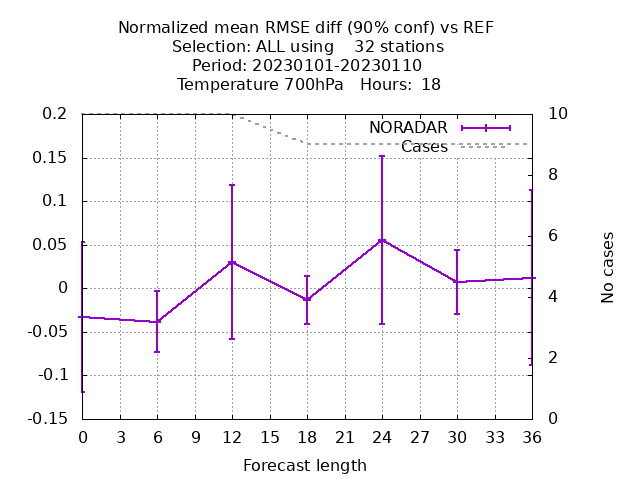 Normalized mean RMSE diff (90% conf) vs REF
Selection: ALL using    32 stations
Period: 20230101-20230110
Temperature 700hPa   Hours:  18
0.2
0.15
0.1
0.05
0
-0.05
-0.1
-0.15
NORADAR
Cases
10
8
6
4
2
0
No cases
0 3 6 9 12 15 18 21 24 27 30 33 36
Forecast length